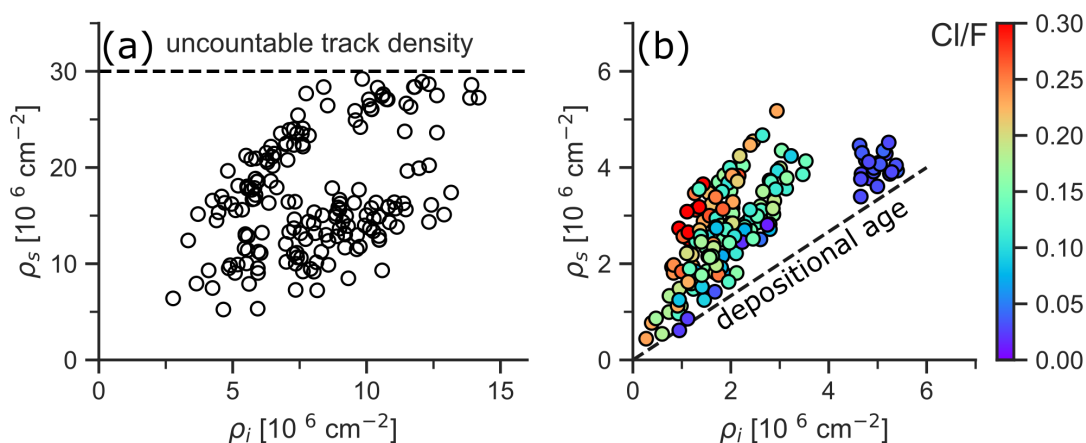 (a) uncountable track density
ρs [10 6 cm−2]
30
20
10
0
0 5 10 15
ρi [10 6 cm−2]
(b)
ρs [10 6 cm−2]
6
4
2
0
depositional age
0 2 4 6
ρi [10 6 cm−2]
Cl/F
0.30
0.25
0.20
0.15
0.10
0.05
0.00